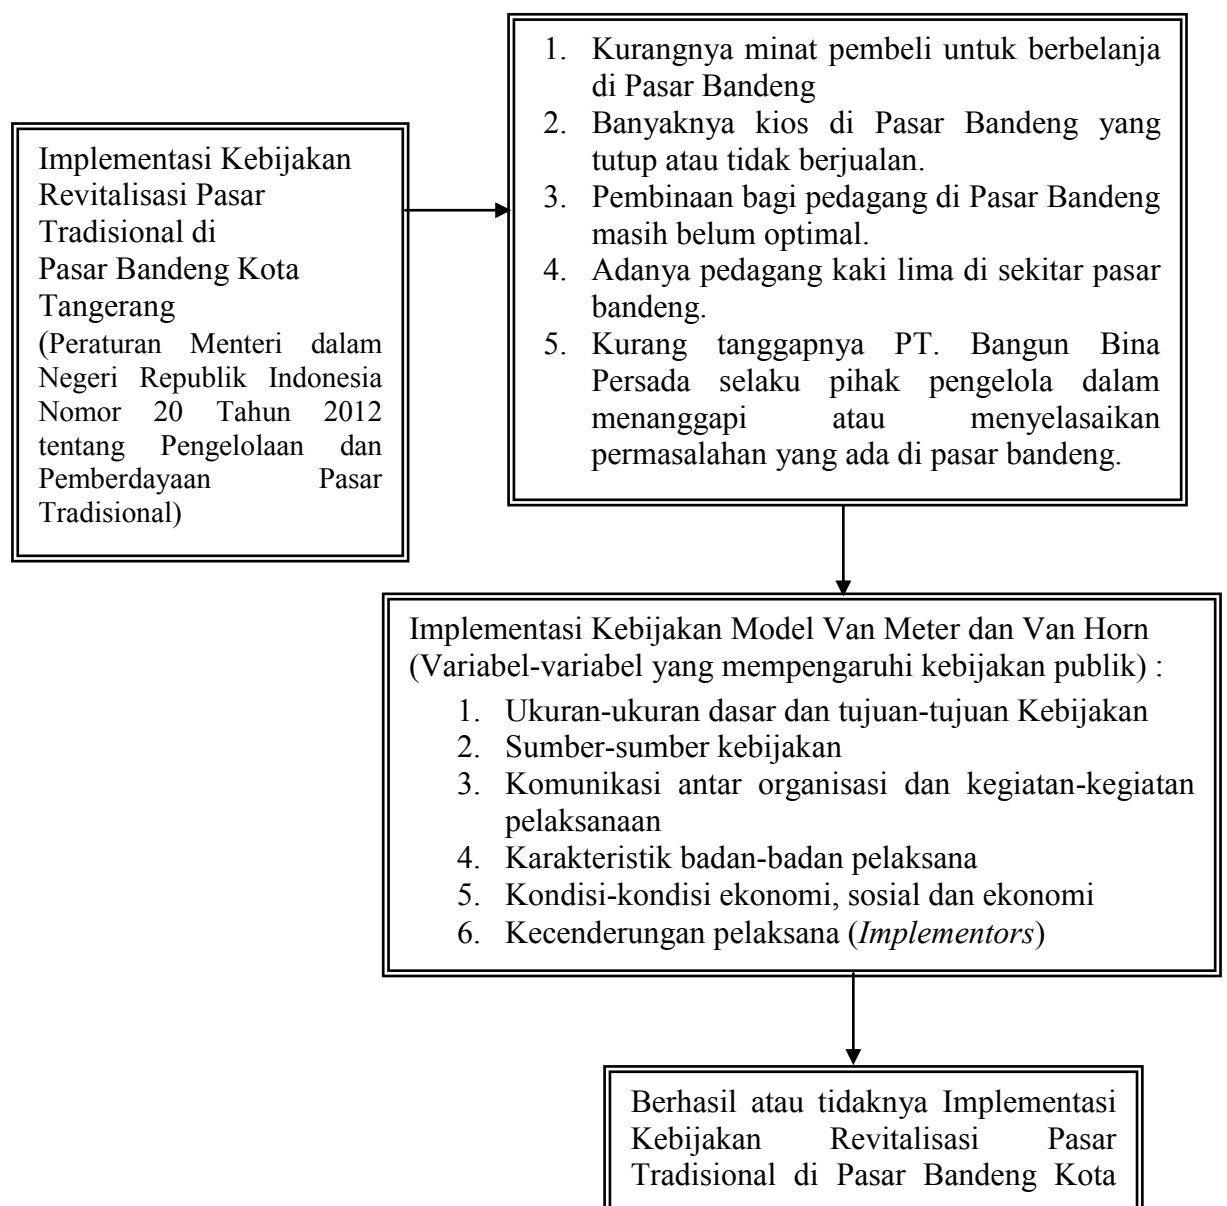 Implementasi Kebijakan
Revitalisasi Pasar
Tradisional di
Pasar Bandeng Kota
Tangerang
(Peraturan Menteri dalam
Negeri Republik Indonesia
Nomor 20 Tahun 2012
tentang Pengelolaan dan
Pemberdayaan Pasar
Tradisional)
1. Kurangnya minat pembeli untuk berbelanja
di Pasar Bandeng
2. Banyaknya kios di Pasar Bandeng yang
tutup atau tidak berjualan.
3. Pembinaan bagi pedagang di Pasar Bandeng
masih belum optimal.
4. Adanya pedagang kaki lima di sekitar pasar
bandeng.
5. Kurang tanggapnya PT. Bangun Bina
Persada selaku pihak pengelola dalam
menanggapi atau menyelasaikan
permasalahan yang ada di pasar bandeng.
Implementasi Kebijakan Model Van Meter dan Van Horn
(Variabel-variabel yang mempengaruhi kebijakan publik) :
1. Ukuran-ukuran dasar dan tujuan-tujuan Kebijakan
2. Sumber-sumber kebijakan
3. Komunikasi antar organisasi dan kegiatan-kegiatan
pelaksanaan
4. Karakteristik badan-badan pelaksana
5. Kondisi-kondisi ekonomi, sosial dan ekonomi
6. Kecenderungan pelaksana (Implementors)
Berhasil atau tidaknya Implementasi
Kebijakan Revitalisasi Pasar
Tradisional di Pasar Bandeng Kota